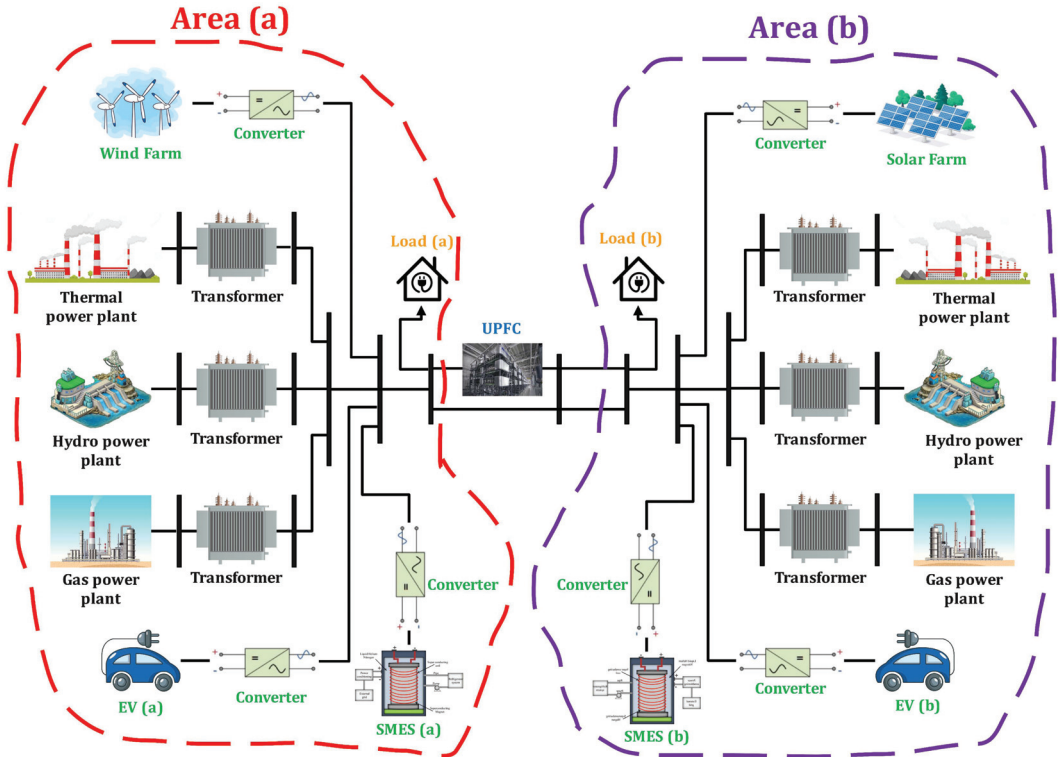 Area (a)
Area (b)
Converter
Wind Farm
Converter
Solar Farm
Load (a)
Load (b)
Thermal
power plant
Transformer
UPFC
Transformer
Thermal
power plant
Hydro power
plant
Transformer
Transformer
Hydro power
plant
Gas power
plant
Transformer
Converter
Converter
Transformer
Gas power
plant
EV (a)
Converter
SMES (a)
SMES (b)
Converter
EV (b)